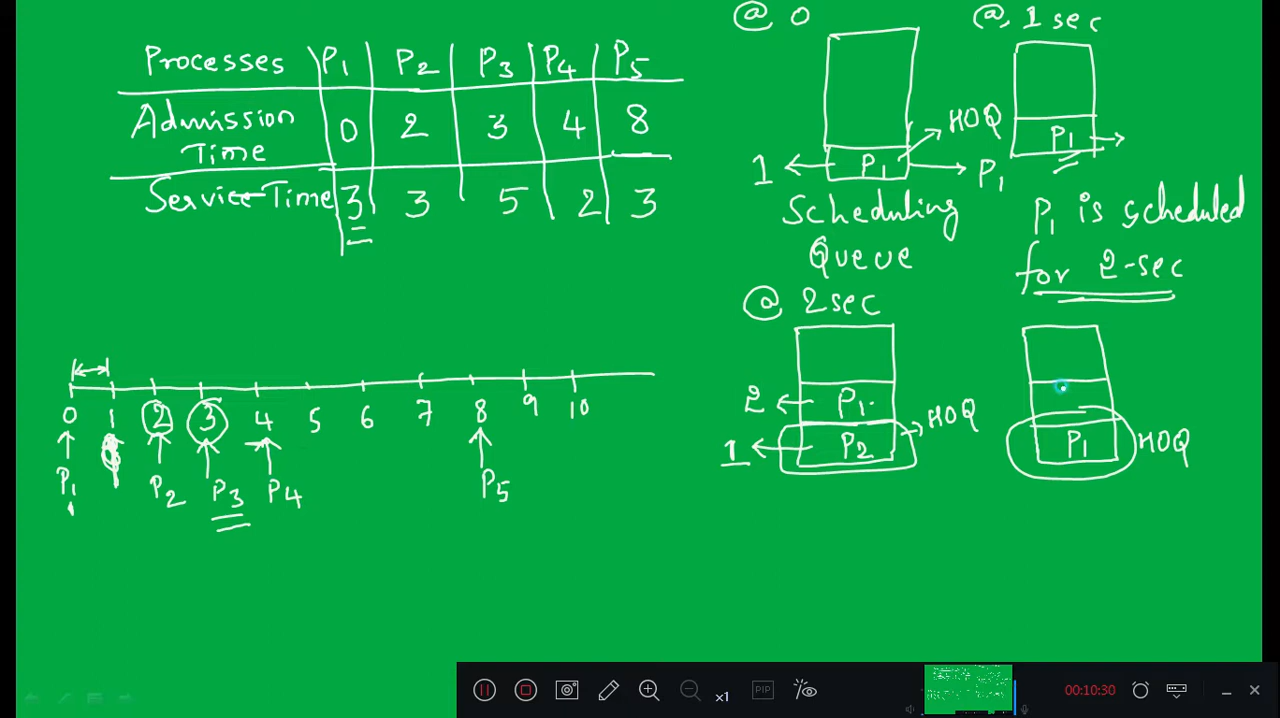 Processes P1 P2 P3 P4 P5
Admission Time 0 2 3 4 8
Service Time 3 3 5 2 3
@ 0
HOQ
1 P1 P1
Scheduling
Queue
@ 1 sec
P1
P1 is scheduled
for 2-sec
@ 2sec
2 P1
1 P2 HOQ
P1 HOQ
0 1 2 3 4 5 6 7 8 9 10
P1 P2 P3 P4 P5
x1
PIP
00:10:30